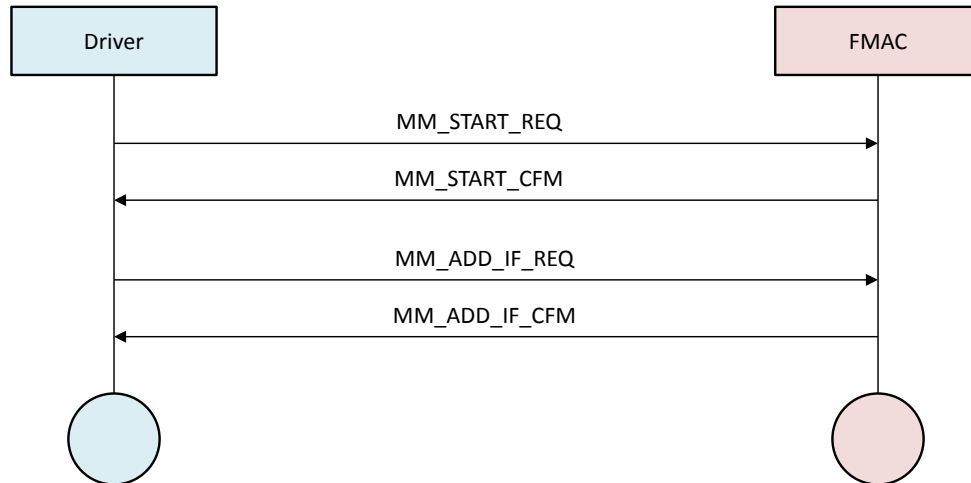 Driver
FMAC
MM_START_REQ
MM_START_CFM
MM_ADD_IF_REQ
MM_ADD_IF_CFM